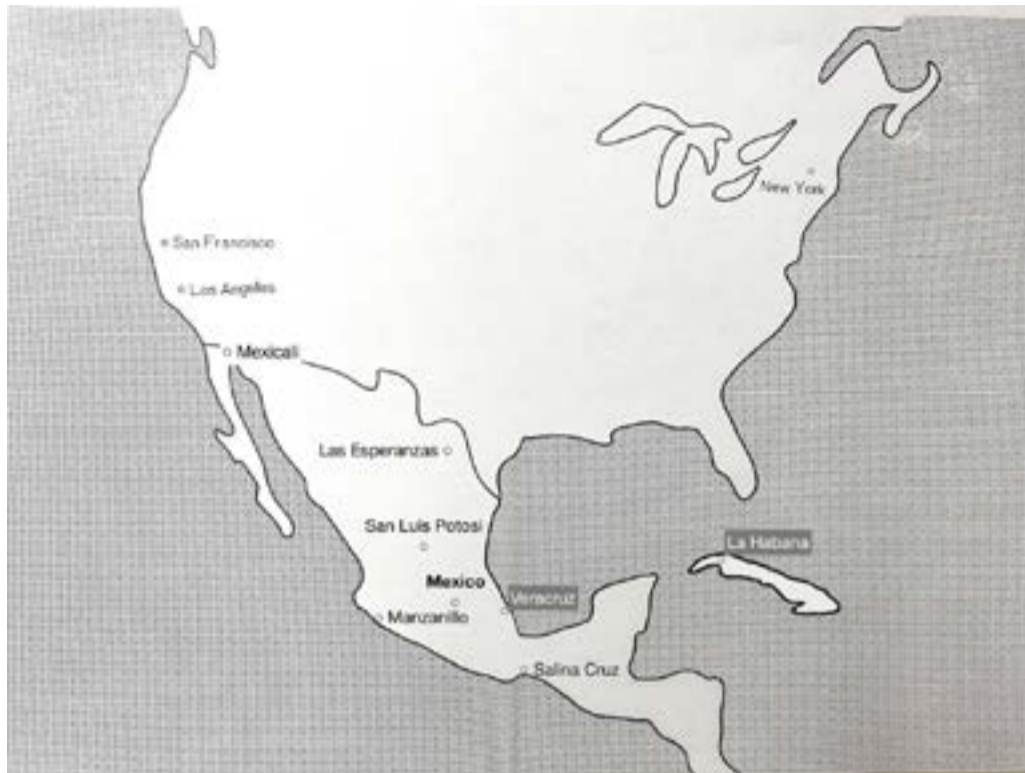 New York
San Francisco
Los Angeles
Mexicali
Las Esperanzas
San Luis Potosi
La Habana
Mexico
Veracruz
Manzanillo
Salina Cruz